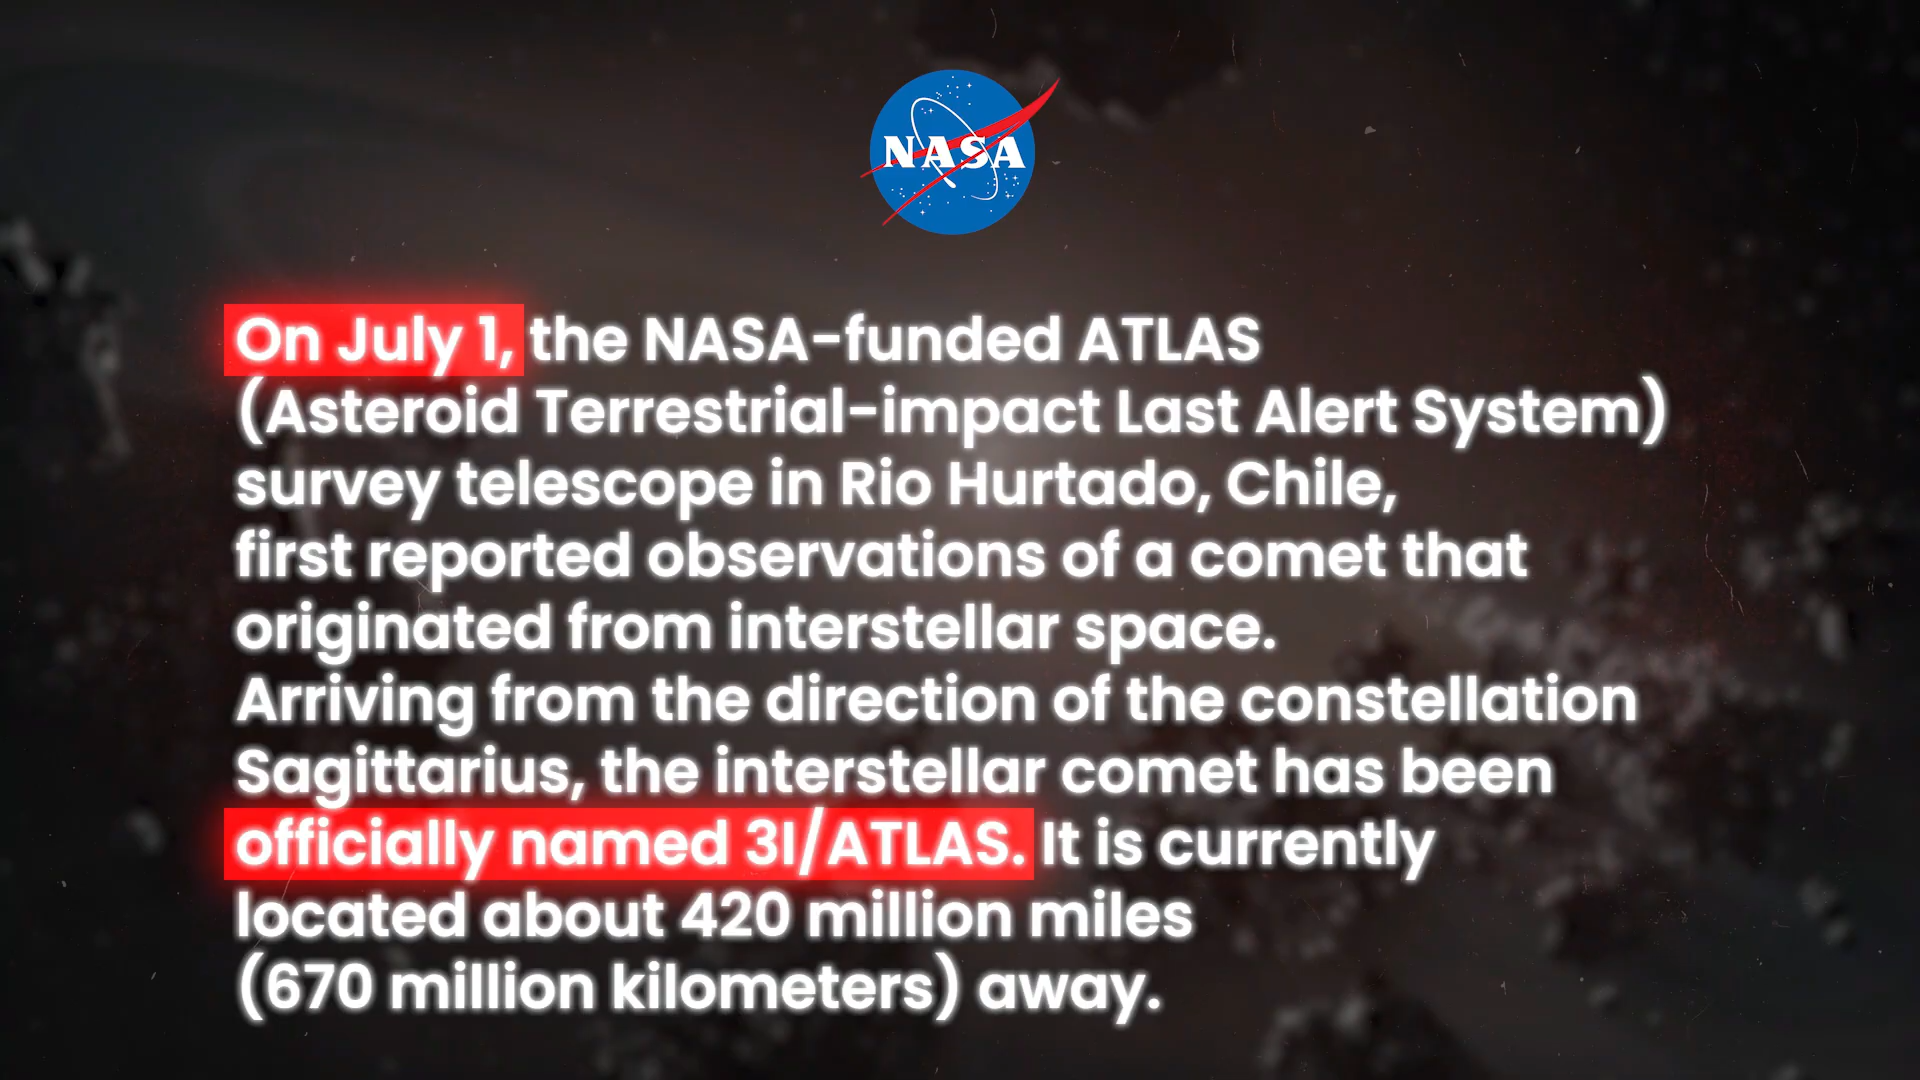 NASA
On July 1, the NASA-funded ATLAS
(Asteroid Terrestrial-impact Last Alert System)
survey telescope in Rio Hurtado, Chile,
first reported observations of a comet that
originated from interstellar space.
Arriving from the direction of the constellation
Sagittarius, the interstellar comet has been
officially named 3I/ATLAS. It is currently
located about 420 million miles
(670 million kilometers) away.